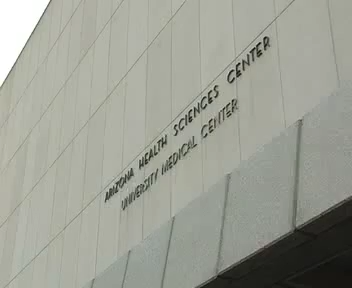 ARIZONA HEALTH SCIENCES CENTER
UNIVERSITY MEDICAL CENTER